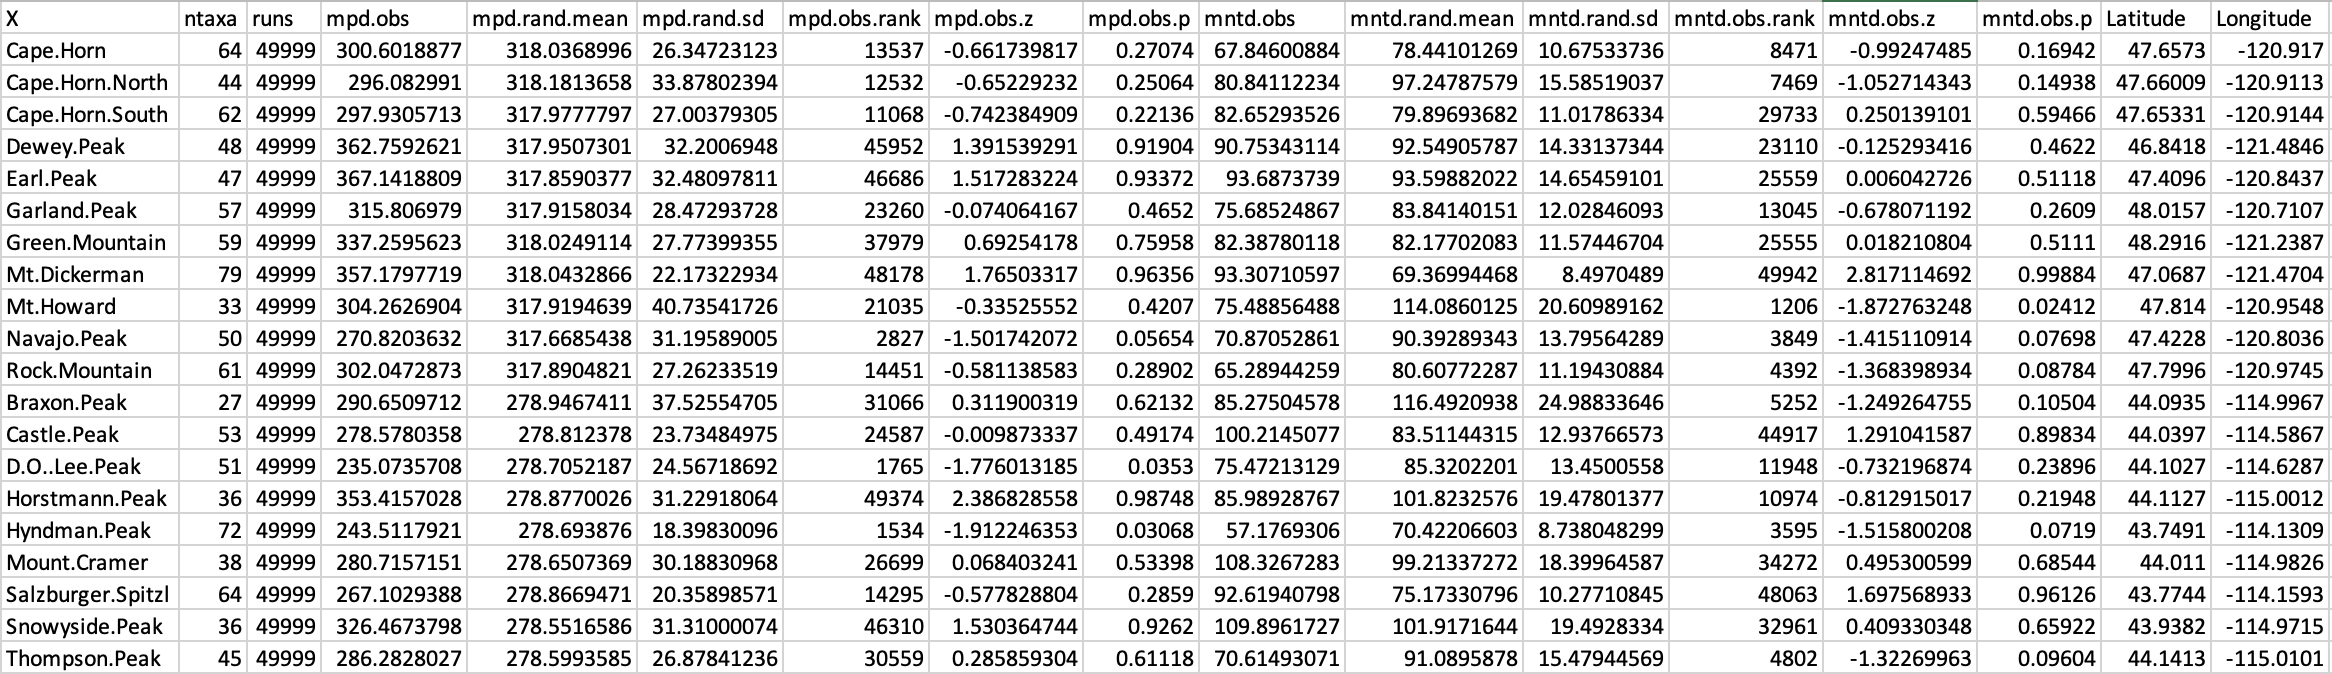 X ntaxa runs mpd.obs mpd.rand.mean mpd.rand.sd mpd.obs.rank mpd.obs.z mpd.obs.p mntd.obs mntd.rand.mean mntd.rand.sd mntd.obs.rank mntd.obs.z mntd.obs.p Latitude Longitude
Cape.Horn 64 49999 300.6018877 318.0368996 26.34723123 13537 -0.661739817 0.27074 67.84600884 78.44101269 10.67533736 8471 -0.99247485 0.16942 47.6573 -120.917
Cape.Horn.North 44 49999 296.082991 318.1813658 33.87802394 12532 -0.65229232 0.25064 80.84112234 97.24787579 15.58519037 7469 -1.052714343 0.14938 47.66009 -120.9113
Cape.Horn.South 62 49999 297.9305713 317.9777797 27.00379305 11068 -0.742384909 0.22136 82.65293526 79.89693682 11.01786334 29733 0.250139101 0.59466 47.65331 -120.9144
Dewey.Peak 48 49999 362.7592621 317.9507301 32.2006948 45952 1.391539291 0.91904 90.75343114 92.54905787 14.33137344 23110 -0.125293416 0.4622 46.8418 -121.4846
Earl.Peak 47 49999 367.1418809 317.8590377 32.48097811 46686 1.517283224 0.93372 93.6873739 93.59882022 14.65459101 25559 0.006042726 0.51118 47.4096 -120.8437
Garland.Peak 57 49999 315.806979 317.9158034 28.47293728 23260 -0.074064167 0.4652 75.68524867 83.84140151 12.02846093 13045 -0.678071192 0.2609 48.0157 -120.7107
Green.Mountain 59 49999 337.2595623 318.0249114 27.77399355 37979 0.69254178 0.75958 82.38780118 82.17702083 11.57446704 25555 0.018210804 0.5111 48.2916 -121.2387
Mt.Dickerman 79 49999 357.1797719 318.0432866 22.17322934 48178 1.76503317 0.96356 93.30710597 69.36994468 8.4970489 49942 2.817114692 0.99884 47.0687 -121.4704
Mt.Howard 33 49999 304.2626904 317.9194639 40.73541726 21035 -0.33525552 0.4207 75.48856488 114.0860125 20.60989162 1206 -1.872763248 0.02412 47.814 -120.9548
Navajo.Peak 50 49999 270.8203632 317.6685438 31.19589005 2827 -1.501742072 0.05654 70.87052861 90.39289343 13.79564289 3849 -1.415110914 0.07698 47.4228 -120.8036
Rock.Mountain 61 49999 302.0472873 317.8904821 27.26233519 14451 -0.581138583 0.28902 65.28944259 80.60772287 11.19430884 4392 -1.368398934 0.08784 47.7996 -120.9745
Braxon.Peak 27 49999 290.6509712 278.9467411 37.52554705 31066 0.311900319 0.62132 85.27504578 116.4920938 24.98833646 5252 -1.249264755 0.10504 44.0935 -114.9967
Castle.Peak 53 49999 278.5780358 278.812378 23.73484975 24587 -0.009873337 0.49174 100.2145077 83.51144315 12.93766573 44917 1.291041587 0.89834 44.0397 -114.5867
D.O..Lee.Peak 51 49999 235.0735708 278.7052187 24.56718692 1765 -1.776013185 0.0353 75.47213129 85.3202201 13.4500558 11948 -0.732196874 0.23896 44.1027 -114.6287
Horstmann.Peak 36 49999 353.4157028 278.8770026 31.22918064 49374 2.386828558 0.98748 85.98928767 101.8232576 19.47801377 10974 -0.812915017 0.21948 44.1127 -115.0012
Hyndman.Peak 72 49999 243.5117921 278.693876 18.39830096 1534 -1.912246353 0.03068 57.1769306 70.42206603 8.738048299 3595 -1.515800208 0.0719 43.7491 -114.1309
Mount.Cramer 38 49999 280.7157151 278.6507369 30.18830968 26699 0.068403241 0.53398 108.3267283 99.21337272 18.39964587 34272 0.495300599 0.68544 44.011 -114.9826
Salzburger.Spitzl 64 49999 267.1029388 278.8669471 20.35898571 14295 -0.577828804 0.2859 92.61940798 75.17330796 10.27710845 48063 1.697568933 0.96126 43.7744 -114.1593
Snowyside.Peak 36 49999 326.4673798 278.5516586 31.31000074 46310 1.530364744 0.9262 109.8961727 101.9171644 19.4928334 32961 0.409330348 0.65922 43.9382 -114.9715
Thompson.Peak 45 49999 286.2828027 278.5993585 26.87841236 30559 0.285859304 0.61118 70.61493071 91.0895878 15.47944569 4802 -1.32269963 0.09604 44.1413 -115.0101